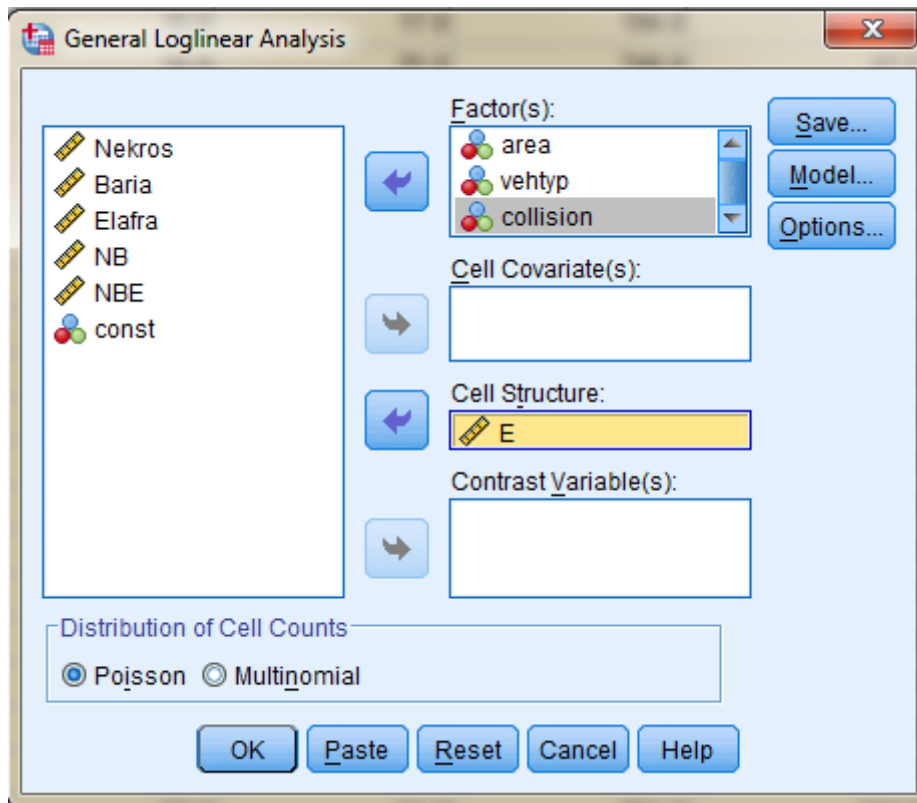 General Loglinear Analysis
Nekros
Baria
Elafra
NB
NBE
const
Factor(s):
area
vehtyp
collision
Save...
Model...
Options...
Cell Covariate(s):
Cell Structure:
E
Contrast Variable(s):
Distribution of Cell Counts
Poisson Multinomial
OK Paste Reset Cancel Help